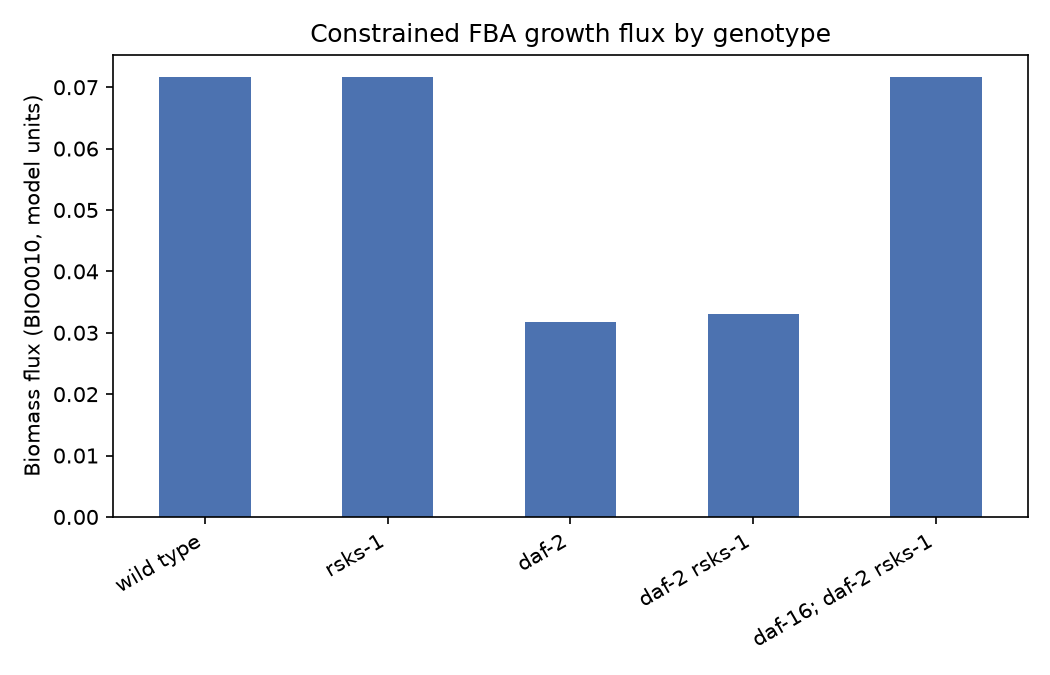 Constrained FBA growth flux by genotype
Biomass flux (BIO0010, model units)
0.07
0.06
0.05
0.04
0.03
0.02
0.01
0.00
wild type
rsks-1
daf-2
daf-2 rsks-1
daf-16; daf-2 rsks-1